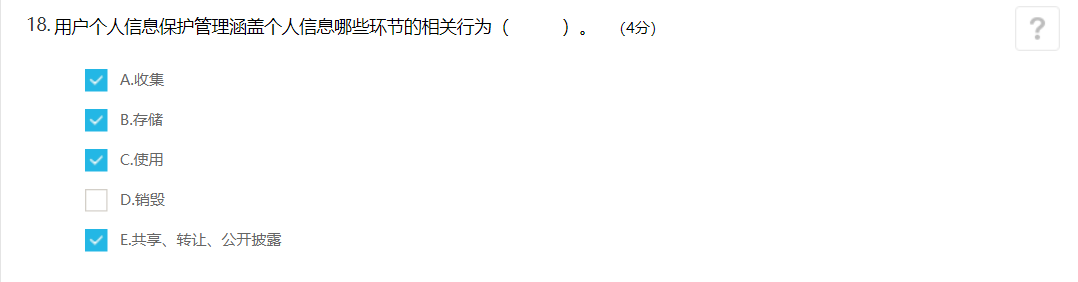 18. 用户个人信息保护管理涵盖个人信息哪些环节的相关行为（ ）。 (4分)
?
A.收集
B.存储
C.使用
D.销毁
E.共享、转让、公开披露